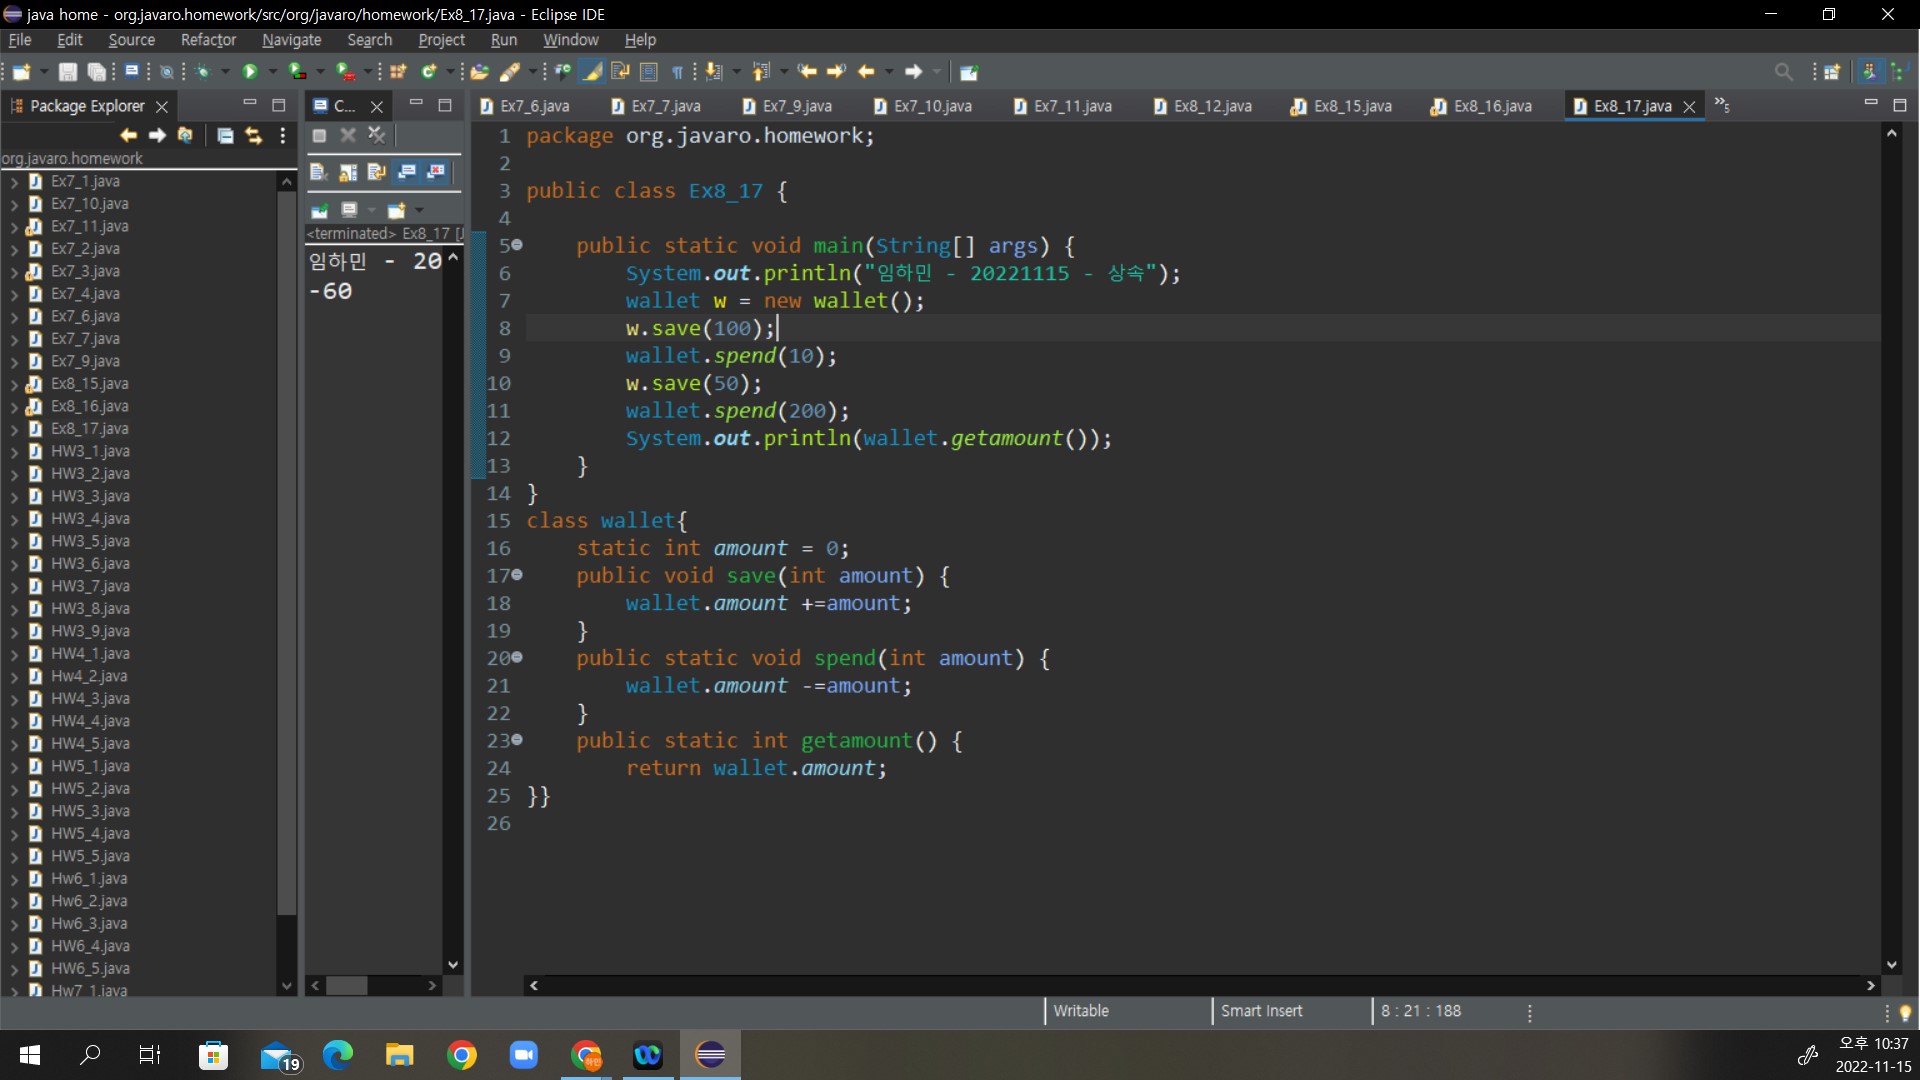 java home - org.javaro.homework/src/org/javaro/homework/Ex8_17.java - Eclipse IDE
File Edit Source Refactor Navigate Search Project Run Window Help
Package Explorer
C...
Ex7_6.java Ex7_7.java Ex7_9.java Ex7_10.java Ex7_11.java Ex8_12.java Ex8_15.java Ex8_16.java Ex8_17.java »5
org.javaro.homework
Ex7_1.java
Ex7_10.java
Ex7_11.java
Ex7_2.java
Ex7_3.java
Ex7_4.java
Ex7_6.java
Ex7_7.java
Ex7_9.java
Ex8_15.java
Ex8_16.java
Ex8_17.java
HW3_1.java
HW3_2.java
HW3_3.java
HW3_4.java
HW3_5.java
HW3_6.java
HW3_7.java
HW3_8.java
HW3_9.java
HW4_1.java
Hw4_2.java
HW4_3.java
HW4_4.java
HW4_5.java
HW5_1.java
HW5_2.java
HW5_3.java
HW5_4.java
HW5_5.java
Hw6_1.java
Hw6_2.java
Hw6_3.java
HW6_4.java
HW6_5.java
Hw7_1.java
<terminated> Ex8_17 [J
임하민 - 20
-60
1 package org.javaro.homework;
2
3 public class Ex8_17 {
4
5 public static void main(String[] args) {
6 System.out.println("임하민 - 20221115 - 상속");
7 wallet w = new wallet();
8 w.save(100);
9 wallet.spend(10);
10 w.save(50);
11 wallet.spend(200);
12 System.out.println(wallet.getamount());
13 }
14 }
15 class wallet{
16 static int amount = 0;
17 public void save(int amount) {
18 wallet.amount +=amount;
19 }
20 public static void spend(int amount) {
21 wallet.amount -=amount;
22 }
23 public static int getamount() {
24 return wallet.amount;
25 }}
26
Writable Smart Insert 8 : 21 : 188
19
하민
오후 10:37
2022-11-15